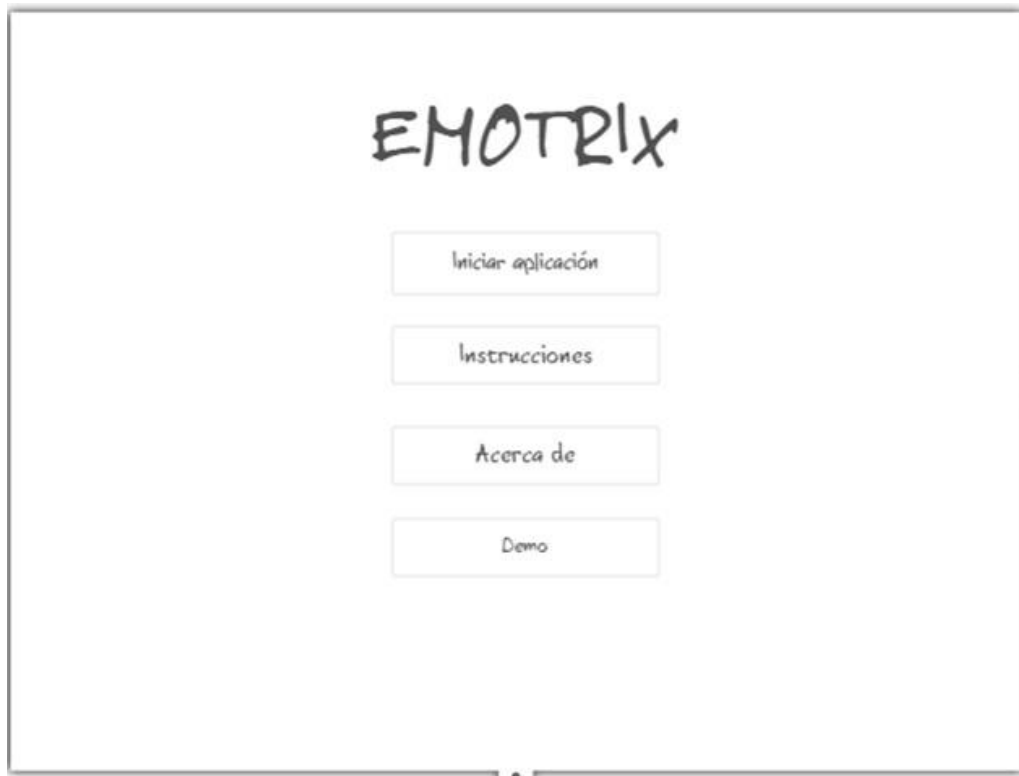 EMOTRIX
Iniciar aplicación
Instrucciones
Acerca de
Demo